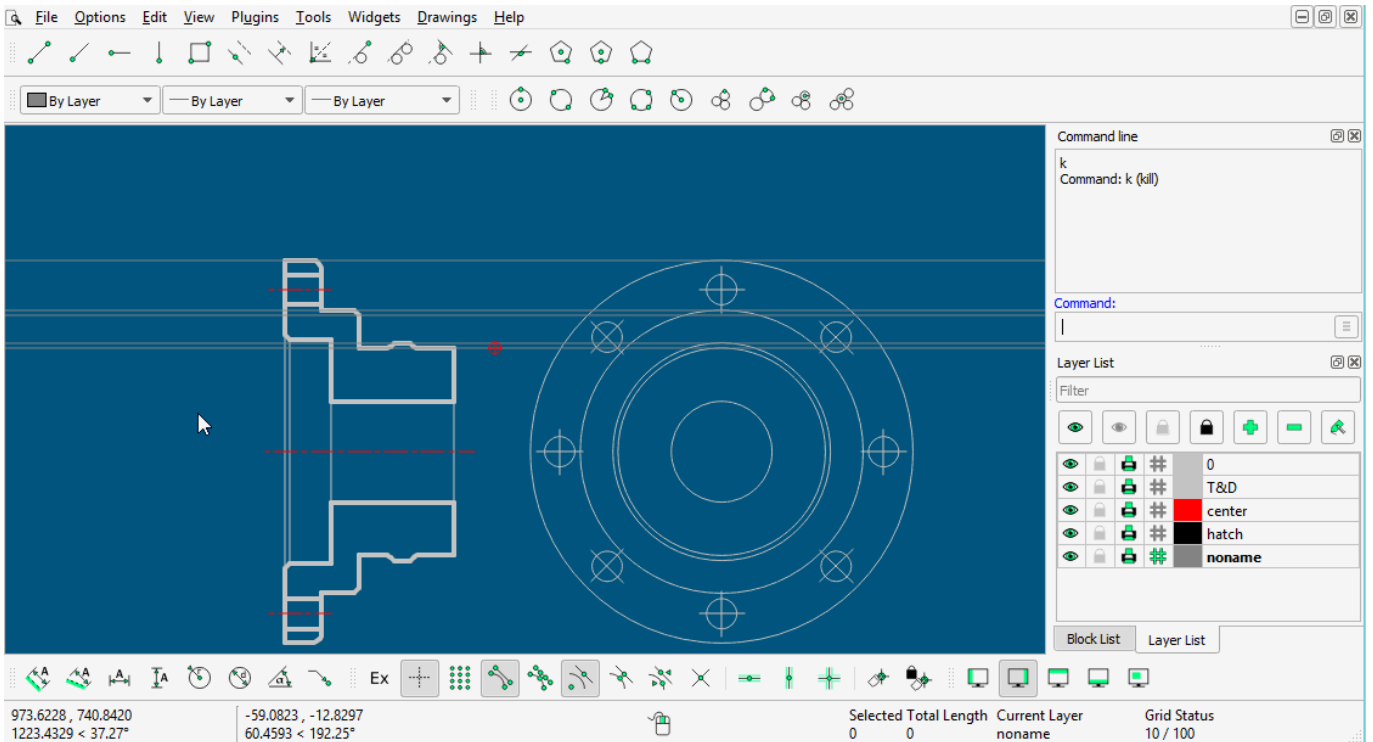 File Options Edit View Plugins Tools Widgets Drawings Help
By Layer By Layer By Layer
Command line
k
Command: k (kill)
Command:
Layer List
Filter
0
T&D
center
hatch
noname
Block List Layer List
Ex
973.6228 , 740.8420 -59.0823 , -12.8297 Selected Total Length Current Layer Grid Status
1223.4329 < 37.27° 60.4593 < 192.25° 0 0 noname 10 / 100